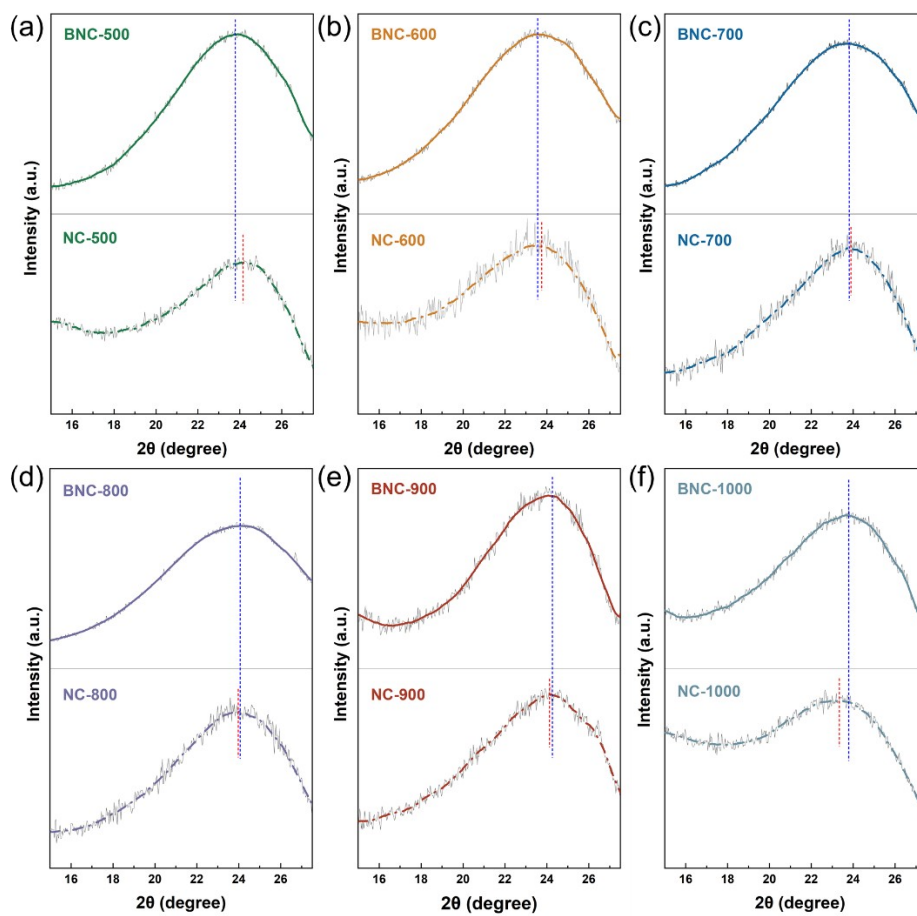 (a)
BNC-500
NC-500
Intensity (a.u.)
16 18 20 22 24 26
2θ (degree)
(b)
BNC-600
NC-600
Intensity (a.u.)
16 18 20 22 24 26
2θ (degree)
(c)
BNC-700
NC-700
Intensity (a.u.)
16 18 20 22 24 26
2θ (degree)
(d)
BNC-800
NC-800
Intensity (a.u.)
16 18 20 22 24 26
2θ (degree)
(e)
BNC-900
NC-900
Intensity (a.u.)
16 18 20 22 24 26
2θ (degree)
(f)
BNC-1000
NC-1000
Intensity (a.u.)
16 18 20 22 24 26
2θ (degree)